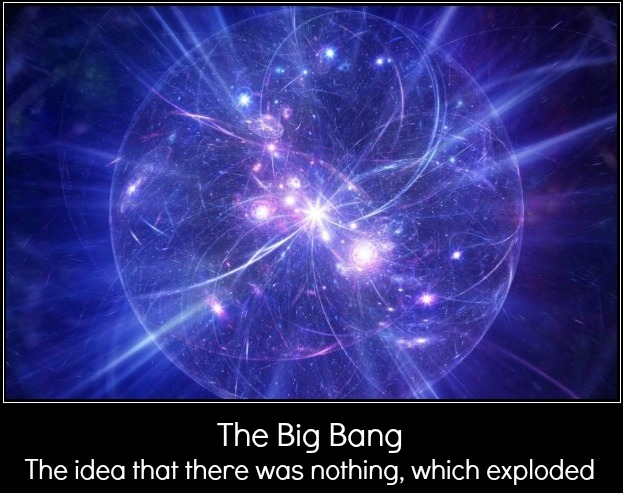 The Big Bang
The idea that there was nothing, which exploded